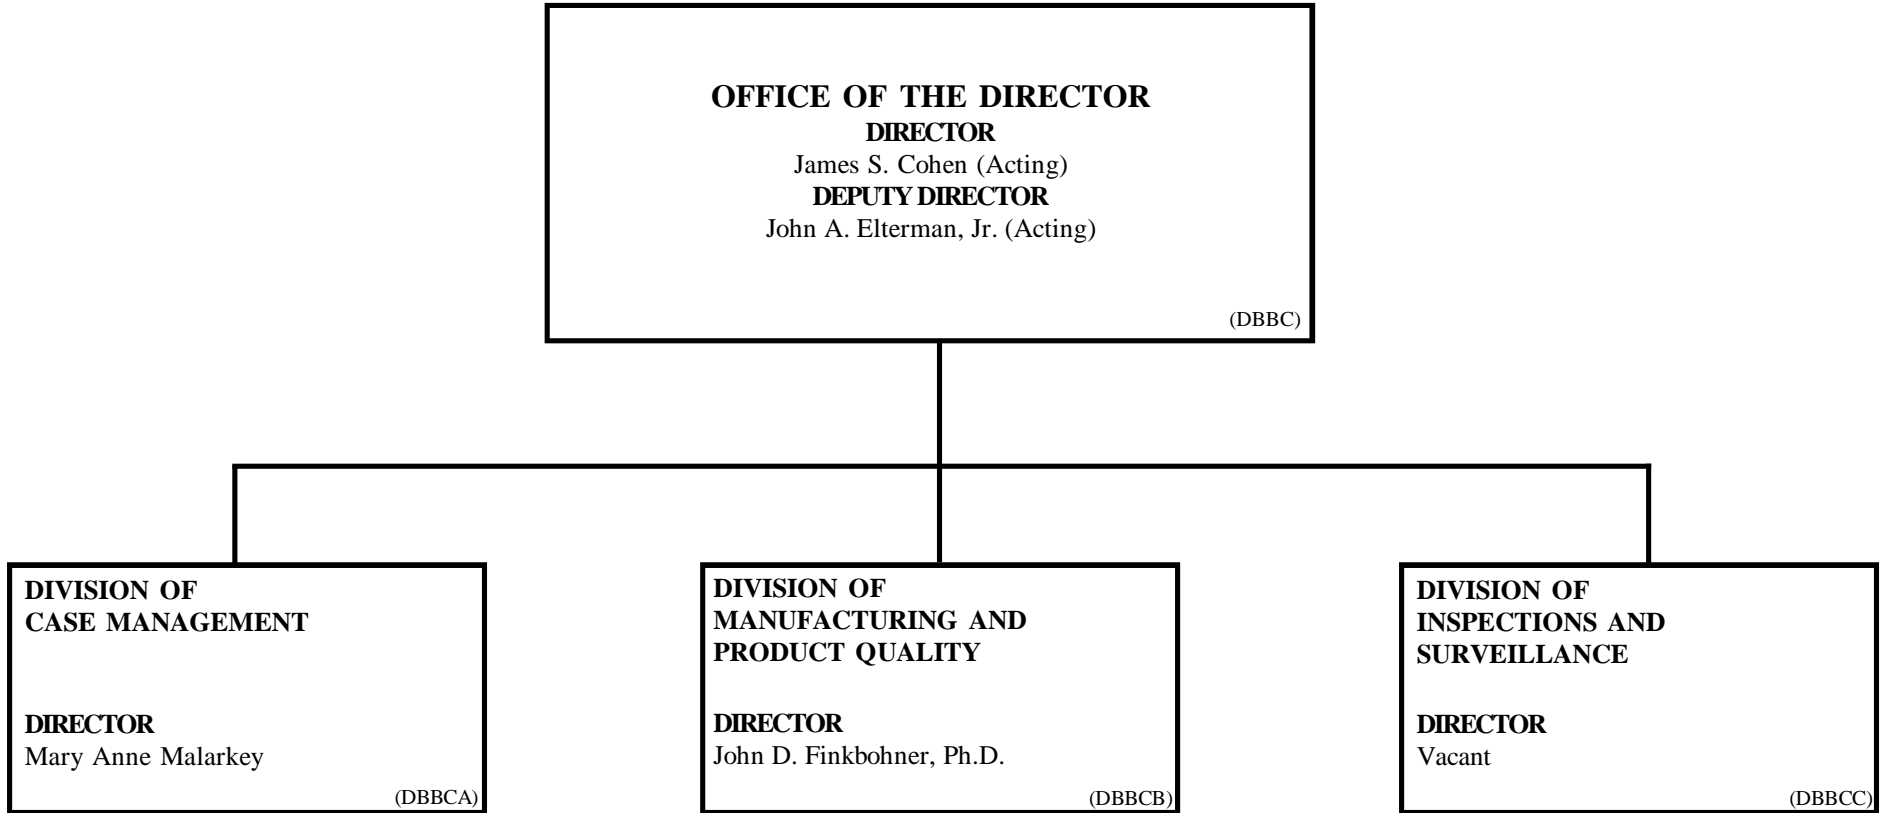 OFFICE OF THE DIRECTOR
DIRECTOR
James S. Cohen (Acting)
DEPUTY DIRECTOR
John A. Elterman, Jr. (Acting)
(DBBC)
DIVISION OF
CASE MANAGEMENT
DIRECTOR
Mary Anne Malarkey
(DBBCA)
DIVISION OF
MANUFACTURING AND
PRODUCT QUALITY
DIRECTOR
John D. Finkbohner, Ph.D.
(DBBCB)
DIVISION OF
INSPECTIONS AND
SURVEILLANCE
DIRECTOR
Vacant
(DBBCC)